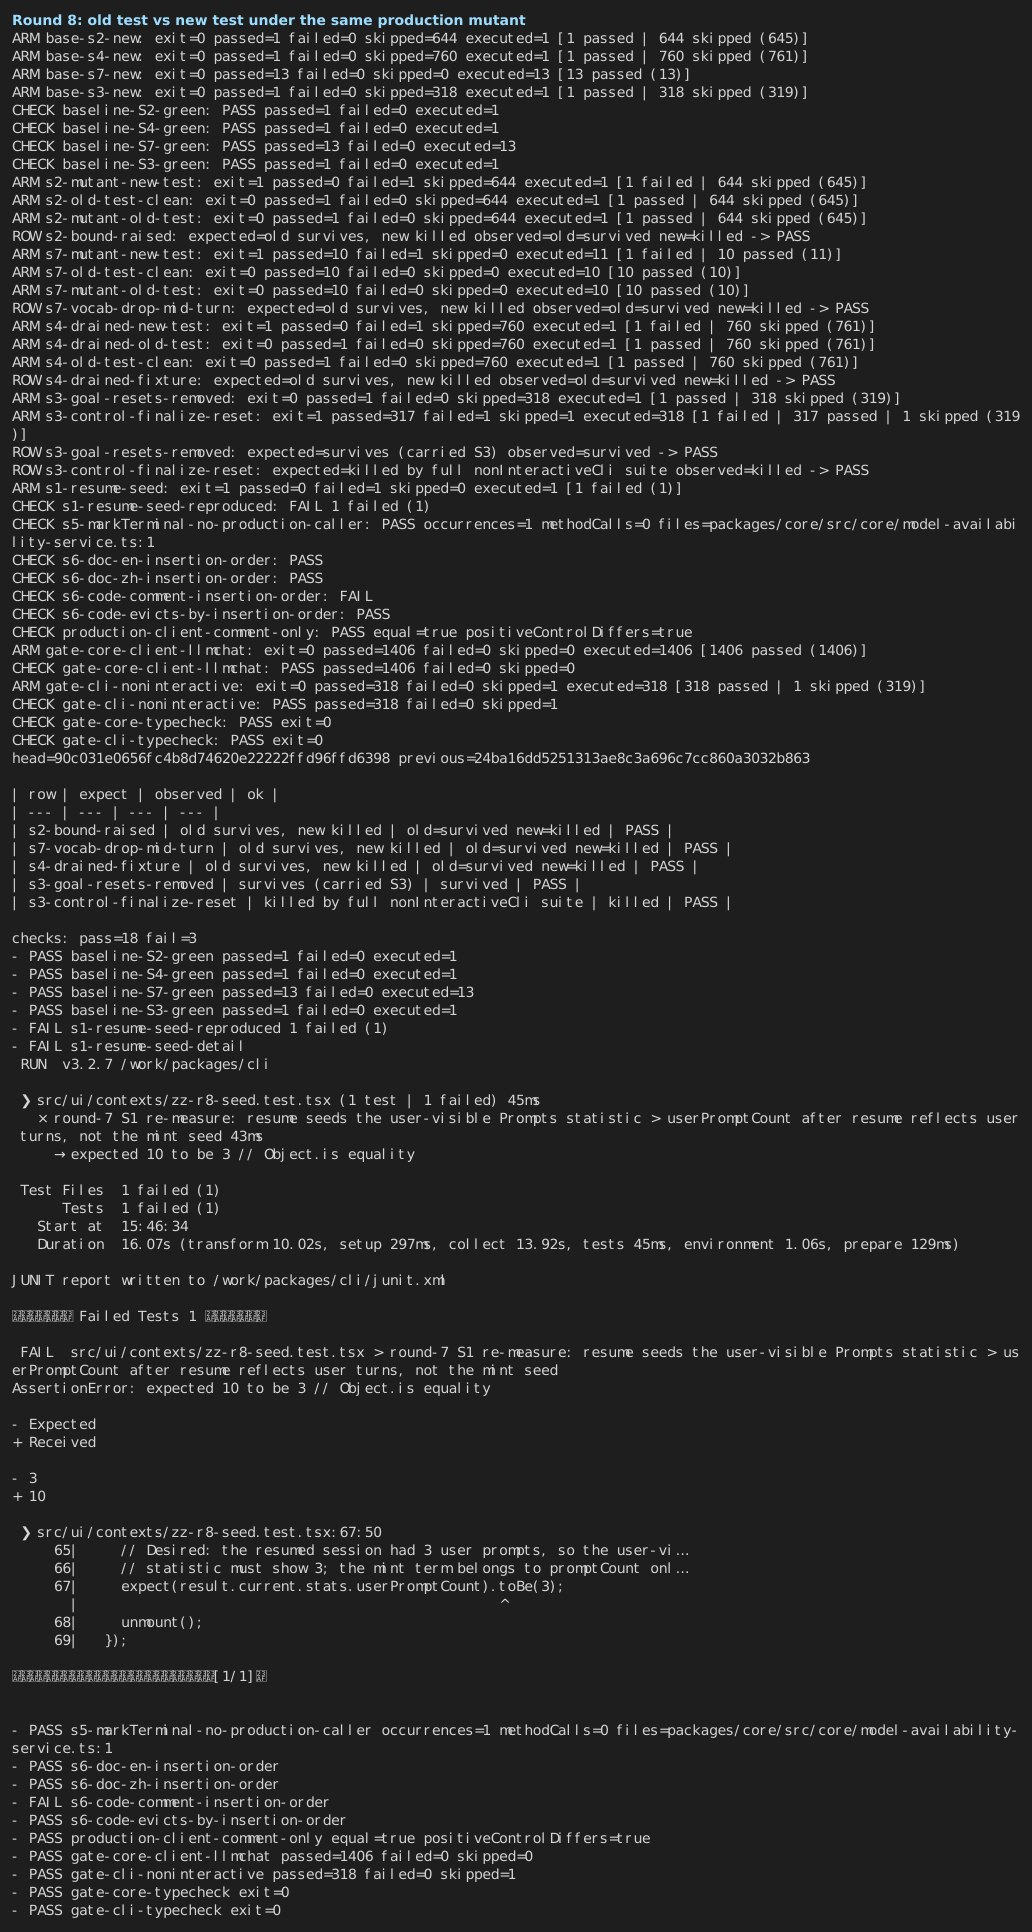 Round 8: old test vs new test under the same production mutant
ARM base-s2-new: exit=0 passed=1 failed=0 skipped=644 executed=1 [1 passed | 644 skipped (645)]
ARM base-s4-new: exit=0 passed=1 failed=0 skipped=760 executed=1 [1 passed | 760 skipped (761)]
ARM base-s7-new: exit=0 passed=13 failed=0 skipped=0 executed=13 [13 passed (13)]
ARM base-s3-new: exit=0 passed=1 failed=0 skipped=318 executed=1 [1 passed | 318 skipped (319)]
CHECK baseline-S2-green: PASS passed=1 failed=0 executed=1
CHECK baseline-S4-green: PASS passed=1 failed=0 executed=1
CHECK baseline-S7-green: PASS passed=13 failed=0 executed=13
CHECK baseline-S3-green: PASS passed=1 failed=0 executed=1
ARM s2-mutant-new-test: exit=1 passed=0 failed=1 skipped=644 executed=1 [1 failed | 644 skipped (645)]
ARM s2-old-test-clean: exit=0 passed=1 failed=0 skipped=644 executed=1 [1 passed | 644 skipped (645)]
ARM s2-mutant-old-test: exit=0 passed=1 failed=0 skipped=644 executed=1 [1 passed | 644 skipped (645)]
ROW s2-bound-raised: expected=old survives, new killed observed=old=survived new=killed -> PASS
ARM s7-mutant-new-test: exit=1 passed=10 failed=1 skipped=0 executed=11 [1 failed | 10 passed (11)]
ARM s7-old-test-clean: exit=0 passed=10 failed=0 skipped=0 executed=10 [10 passed (10)]
ARM s7-mutant-old-test: exit=0 passed=10 failed=0 skipped=0 executed=10 [10 passed (10)]
ROW s7-vocab-drop-mid-turn: expected=old survives, new killed observed=old=survived new=killed -> PASS
ARM s4-drained-new-test: exit=1 passed=0 failed=1 skipped=760 executed=1 [1 failed | 760 skipped (761)]
ARM s4-drained-old-test: exit=0 passed=1 failed=0 skipped=760 executed=1 [1 passed | 760 skipped (761)]
ARM s4-old-test-clean: exit=0 passed=1 failed=0 skipped=760 executed=1 [1 passed | 760 skipped (761)]
ROW s4-drained-fixture: expected=old survives, new killed observed=old=survived new=killed -> PASS
ARM s3-goal-resets-removed: exit=0 passed=1 failed=0 skipped=318 executed=1 [1 passed | 318 skipped (319)]
ARM s3-control-finalize-reset: exit=1 passed=317 failed=1 skipped=1 executed=318 [1 failed | 317 passed | 1 skipped (319
)]
ROW s3-goal-resets-removed: expected=survives (carried S3) observed=survived -> PASS
ROW s3-control-finalize-reset: expected=killed by full nonInteractiveCli suite observed=killed -> PASS
ARM s1-resume-seed: exit=1 passed=0 failed=1 skipped=0 executed=1 [1 failed (1)]
CHECK s1-resume-seed-reproduced: FAIL 1 failed (1)
CHECK s5-markTerminal-no-production-caller: PASS occurrences=1 methodCalls=0 files=packages/core/src/core/model-availabi
lity-service.ts:1
CHECK s6-doc-en-insertion-order: PASS
CHECK s6-doc-zh-insertion-order: PASS
CHECK s6-code-comment-insertion-order: FAIL
CHECK s6-code-evicts-by-insertion-order: PASS
CHECK production-client-comment-only: PASS equal=true positiveControlDiffers=true
ARM gate-core-client-llmchat: exit=0 passed=1406 failed=0 skipped=0 executed=1406 [1406 passed (1406)]
CHECK gate-core-client-llmchat: PASS passed=1406 failed=0 skipped=0
ARM gate-cli-noninteractive: exit=0 passed=318 failed=0 skipped=1 executed=318 [318 passed | 1 skipped (319)]
CHECK gate-cli-noninteractive: PASS passed=318 failed=0 skipped=1
CHECK gate-core-typecheck: PASS exit=0
CHECK gate-cli-typecheck: PASS exit=0
head=90c031e0656fc4b8d74620e22222ffd96ffd6398 previous=24ba16dd5251313ae8c3a696c7cc860a3032b863
| row | expect | observed | ok |
| --- | --- | --- | --- |
| s2-bound-raised | old survives, new killed | old=survived new=killed | PASS |
| s7-vocab-drop-mid-turn | old survives, new killed | old=survived new=killed | PASS |
| s4-drained-fixture | old survives, new killed | old=survived new=killed | PASS |
| s3-goal-resets-removed | survives (carried S3) | survived | PASS |
| s3-control-finalize-reset | killed by full nonInteractiveCli suite | killed | PASS |
checks: pass=18 fail=3
- PASS baseline-S2-green passed=1 failed=0 executed=1
- PASS baseline-S4-green passed=1 failed=0 executed=1
- PASS baseline-S7-green passed=13 failed=0 executed=13
- PASS baseline-S3-green passed=1 failed=0 executed=1
- FAIL s1-resume-seed-reproduced 1 failed (1)
- FAIL s1-resume-seed-detail
RUN v3.2.7 /work/packages/cli
❯ src/ui/contexts/zz-r8-seed.test.tsx (1 test | 1 failed) 45ms
× round-7 S1 re-measure: resume seeds the user-visible Prompts statistic > userPromptCount after resume reflects user
turns, not the mint seed 43ms
→ expected 10 to be 3 // Object.is equality
Test Files 1 failed (1)
Tests 1 failed (1)
Start at 15:46:34
Duration 16.07s (transform 10.02s, setup 297ms, collect 13.92s, tests 45ms, environment 1.06s, prepare 129ms)
JUNIT report written to /work/packages/cli/junit.xml
Failed Tests 1
FAIL src/ui/contexts/zz-r8-seed.test.tsx > round-7 S1 re-measure: resume seeds the user-visible Prompts statistic > us
erPromptCount after resume reflects user turns, not the mint seed
AssertionError: expected 10 to be 3 // Object.is equality
- Expected
+ Received
- 3
+ 10
❯ src/ui/contexts/zz-r8-seed.test.tsx:67:50
65| // Desired: the resumed session had 3 user prompts, so the user-vi…
66| // statistic must show 3; the mint term belongs to promptCount onl…
67| expect(result.current.stats.userPromptCount).toBe(3);
| ^
68| unmount();
69| });
[1/1]
- PASS s5-markTerminal-no-production-caller occurrences=1 methodCalls=0 files=packages/core/src/core/model-availability-
service.ts:1
- PASS s6-doc-en-insertion-order
- PASS s6-doc-zh-insertion-order
- FAIL s6-code-comment-insertion-order
- PASS s6-code-evicts-by-insertion-order
- PASS production-client-comment-only equal=true positiveControlDiffers=true
- PASS gate-core-client-llmchat passed=1406 failed=0 skipped=0
- PASS gate-cli-noninteractive passed=318 failed=0 skipped=1
- PASS gate-core-typecheck exit=0
- PASS gate-cli-typecheck exit=0